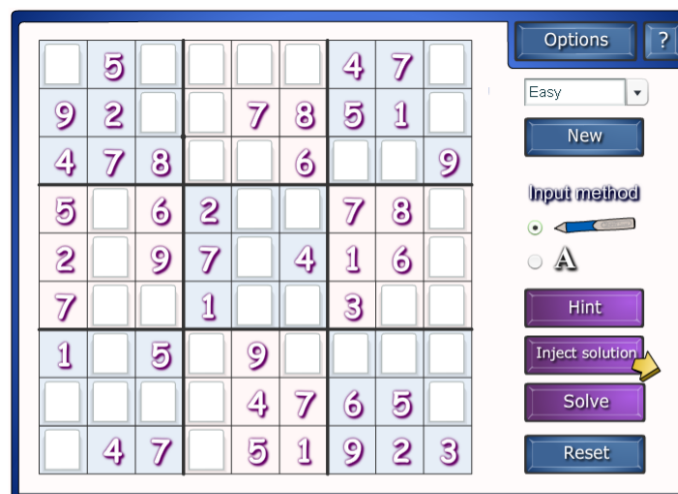 Options ?
5 4 7
Easy
9 2 7 8 5 1
New
4 7 8 6 9
5 6 2 7 8
Input method
2 9 7 4 1 6
A
7 1 3
Hint
1 5 9
Inject solution
4 7 6 5
Solve
4 7 5 1 9 2 3
Reset